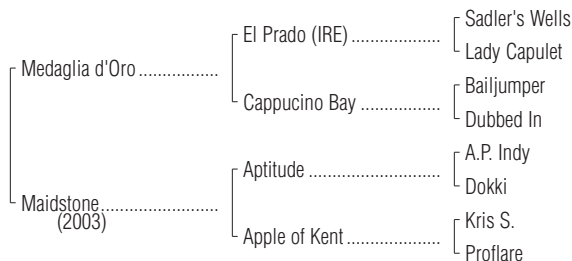 Sadler's Wells
El Prado (IRE) ....................
Lady Capulet
Medaglia d'Oro ..................
Bailjumper
Cappucino Bay ..................
Dubbed In
A.P. Indy
Aptitude ..............................
Dokki
Maidstone ...........................
(2003)
Kris S.
Apple of Kent .....................
Proflare